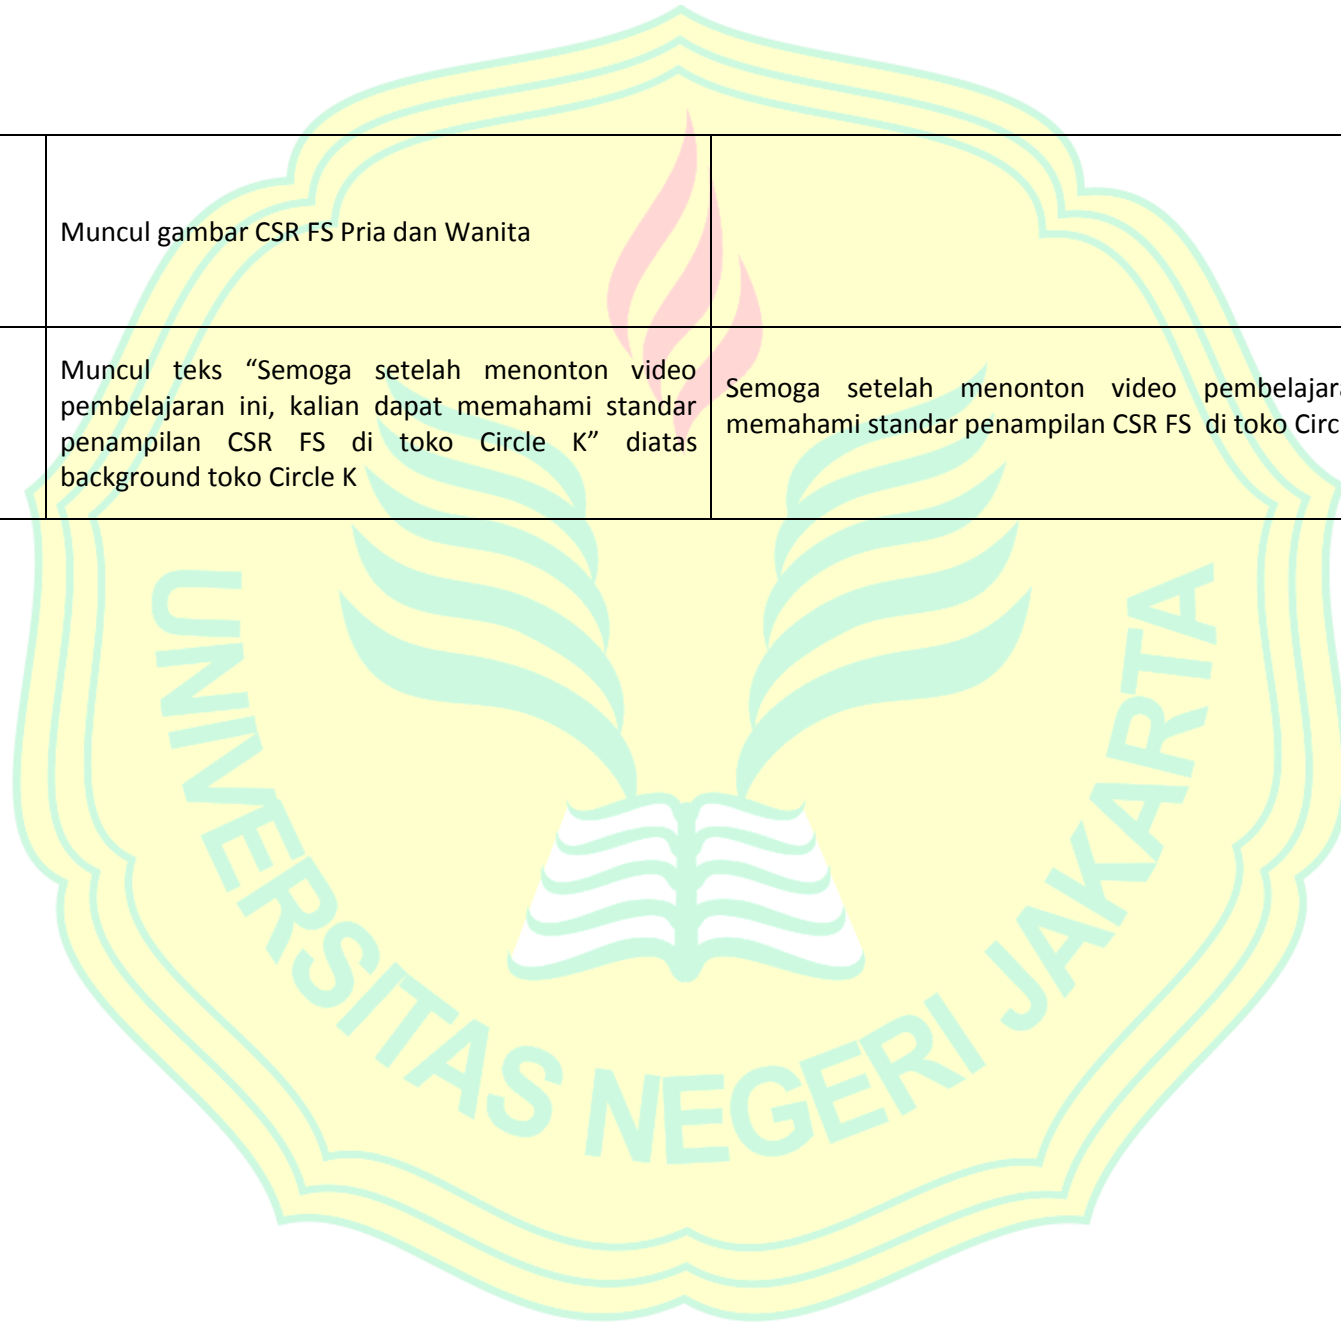 Muncul gambar CSR FS Pria dan Wanita
Muncul teks “Semoga setelah menonton video
pembelajaran ini, kalian dapat memahami standar
penampilan CSR FS di toko Circle K” diatas
background toko Circle K
Semoga setelah menonton video
memahami standar penampilan CSR FS di toko
UNIVERSITAS NEGERI JAKARTA